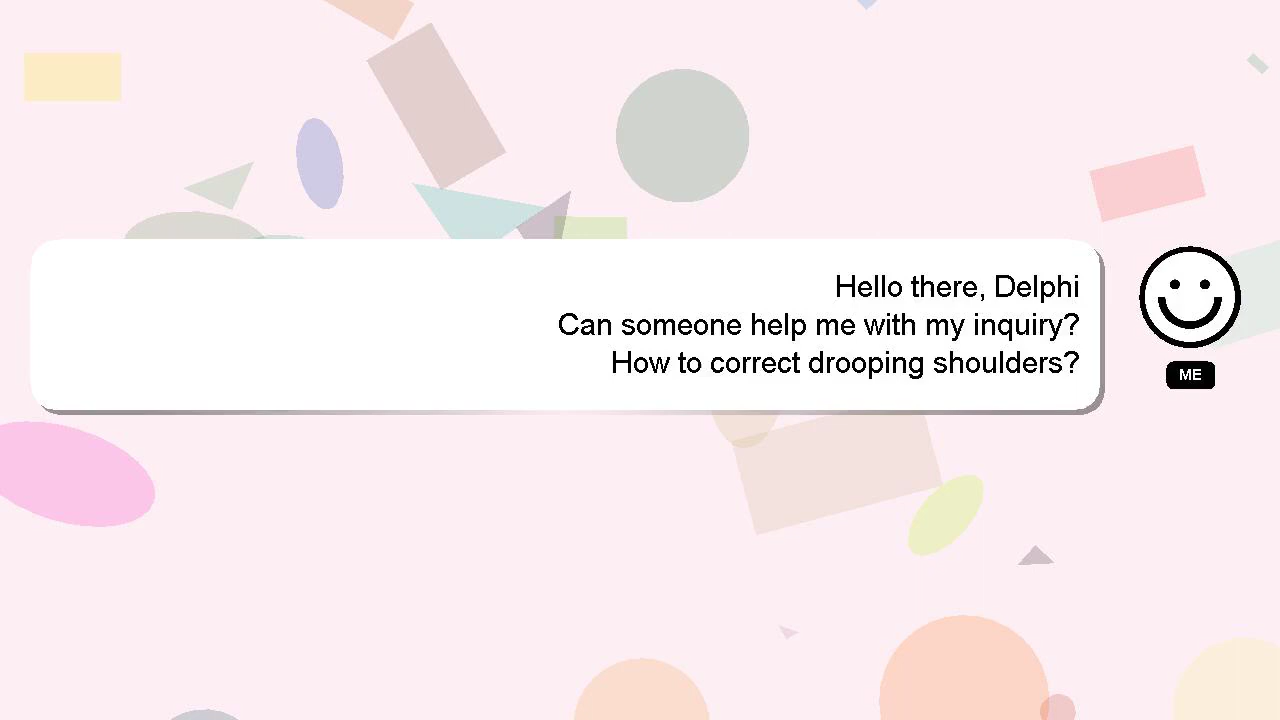 Hello there, Delphi
Can someone help me with my inquiry?
How to correct drooping shoulders?
ME